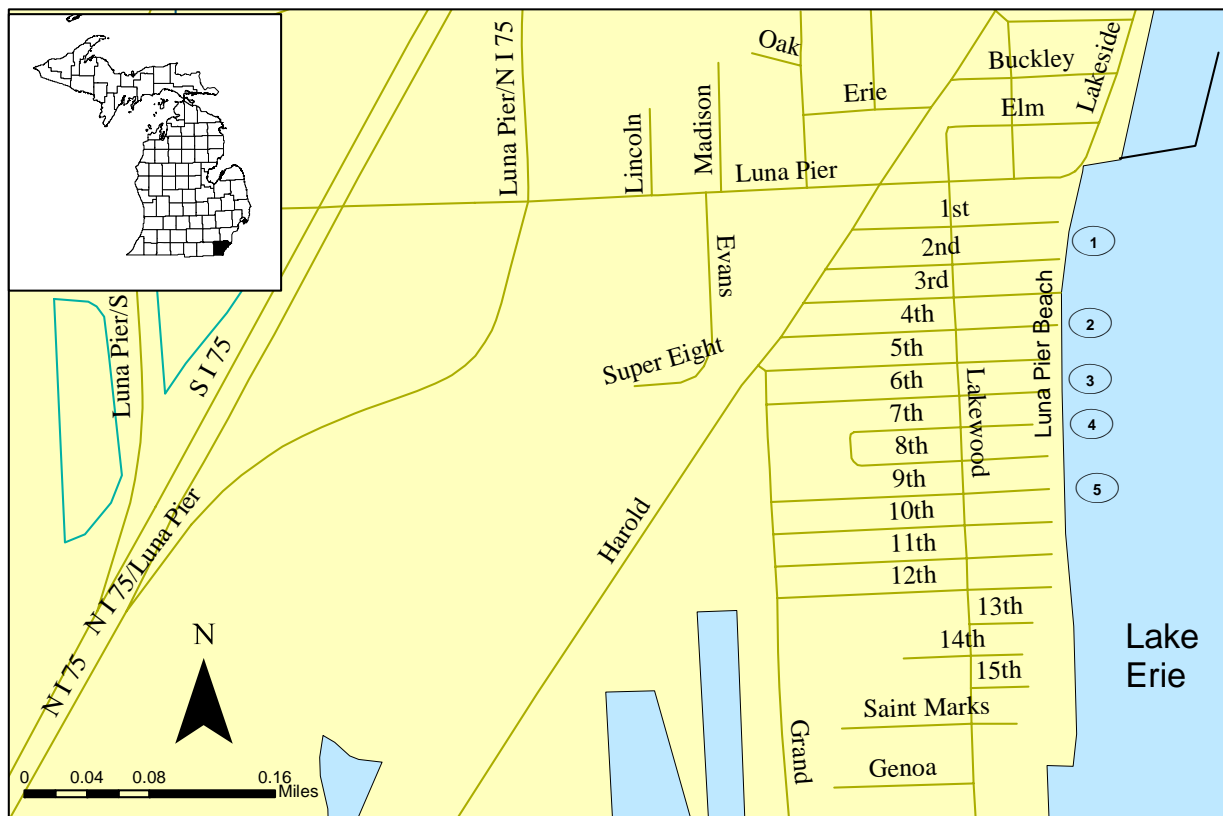 Oak
Buckley
Lakeside
Luna Pier/N I 75
Erie
Madison
Lincoln
Elm
Luna Pier
1st
2nd
Evans
1
3rd
Luna Pier Beach
4th
2
Luna Pier/S
S I 75
Super Eight
5th
6th
Lakewood
3
7th
4
8th
9th
5
Harold
10th
11th
N I 75/Luna Pier
12th
13th
N
14th
Lake
Erie
15th
N I 75
Saint Marks
Grand
Genoa
0 0.04 0.08 0.16
Miles